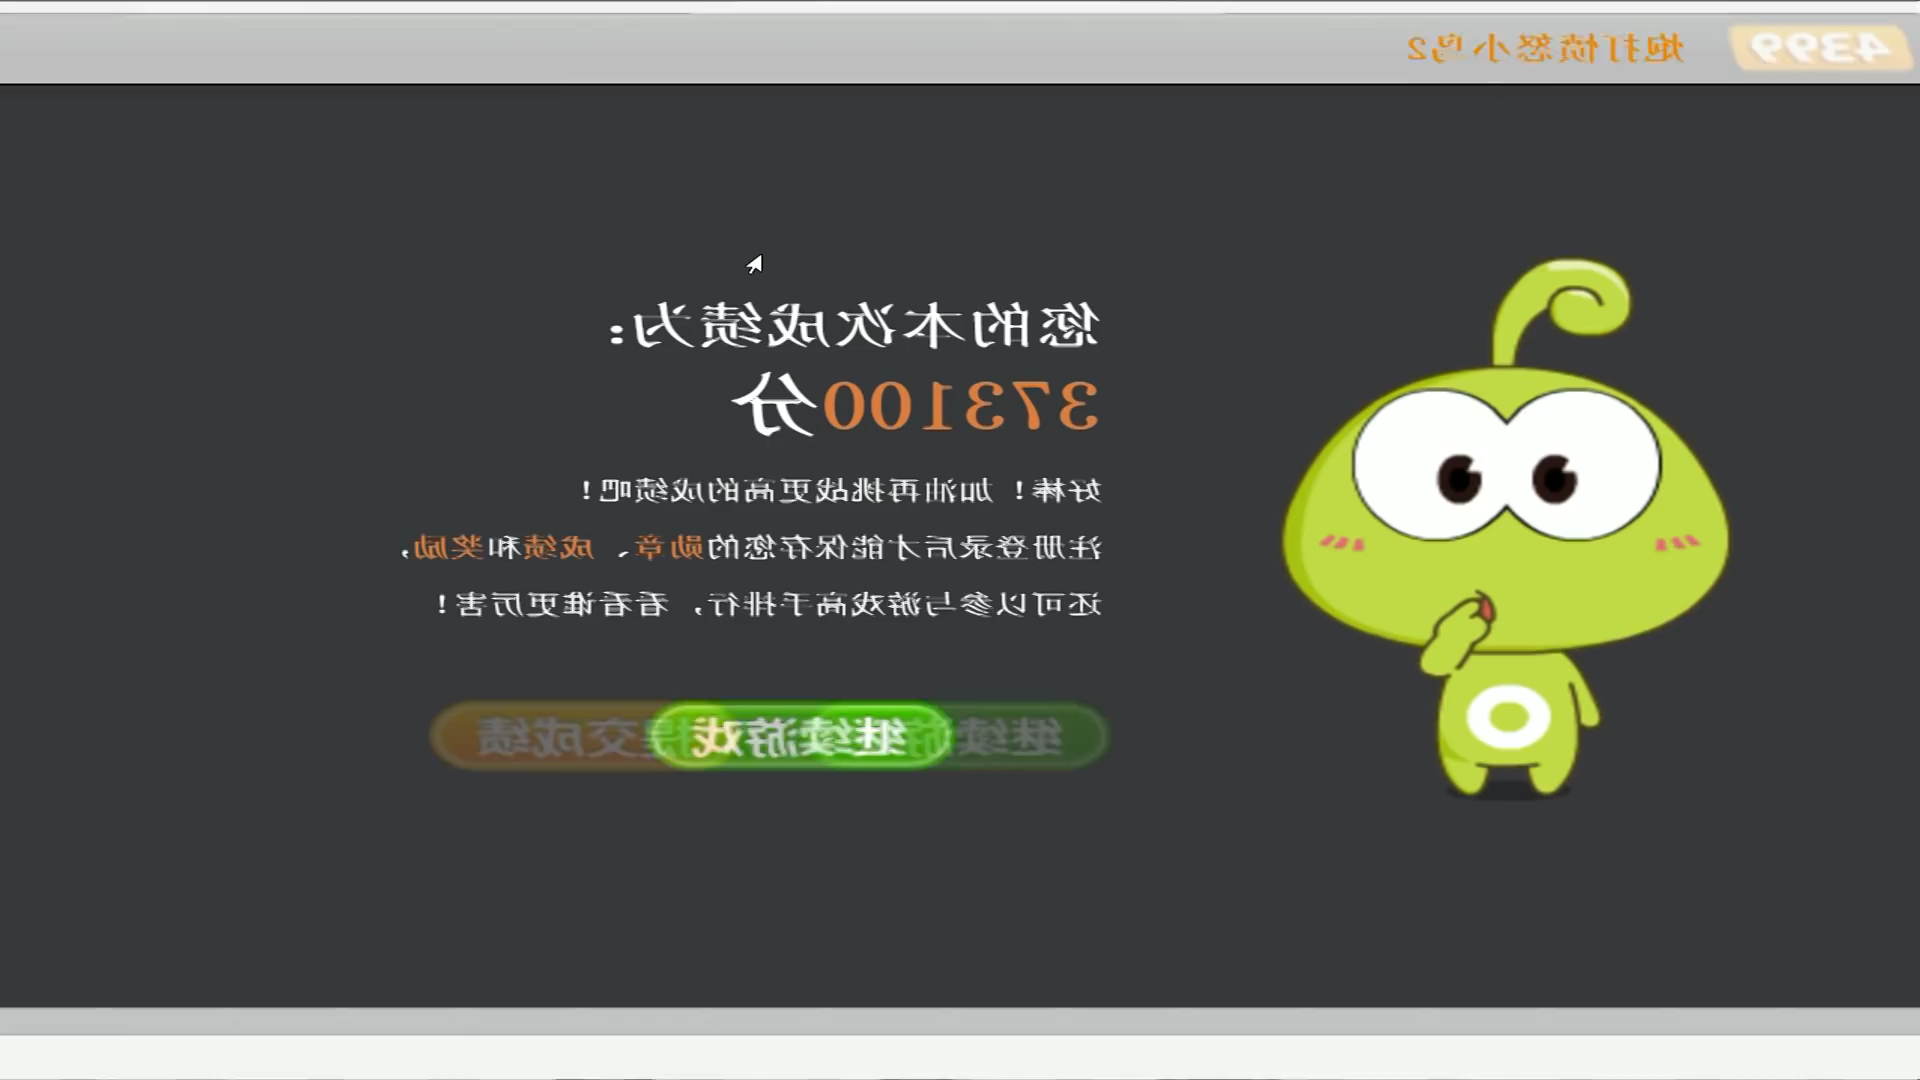 4399 炮打愤怒小鸟2
您的本次成绩为：
373100分
好棒！加油再挑战更高的成绩吧！
注册登录后才能保存您的勋章、成绩和奖励，
还可以参与游戏高手排行，看看谁更厉害！
继续游 继续游戏 提交成绩